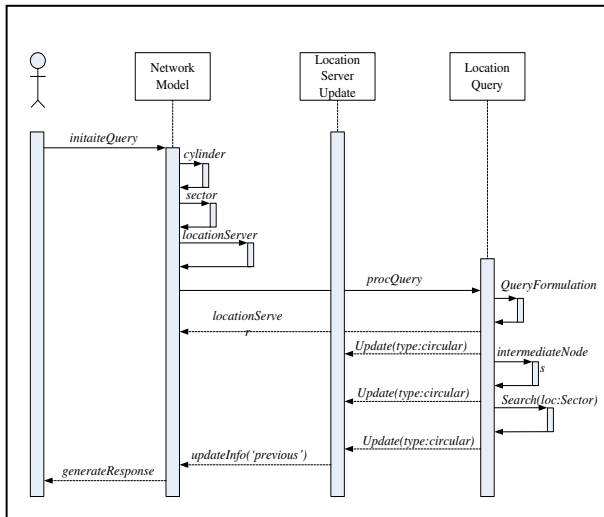 Network
Model
Location
Server
Update
Location
Query
initaiteQuery
cylinder
sector
locationServer
procQuery
QueryFormulation
locationServe
r
Update(type:circular)
intermediateNode
s
Update(type:circular)
Search(loc:Sector)
Update(type:circular)
updateInfo(‘previous’)
generateResponse